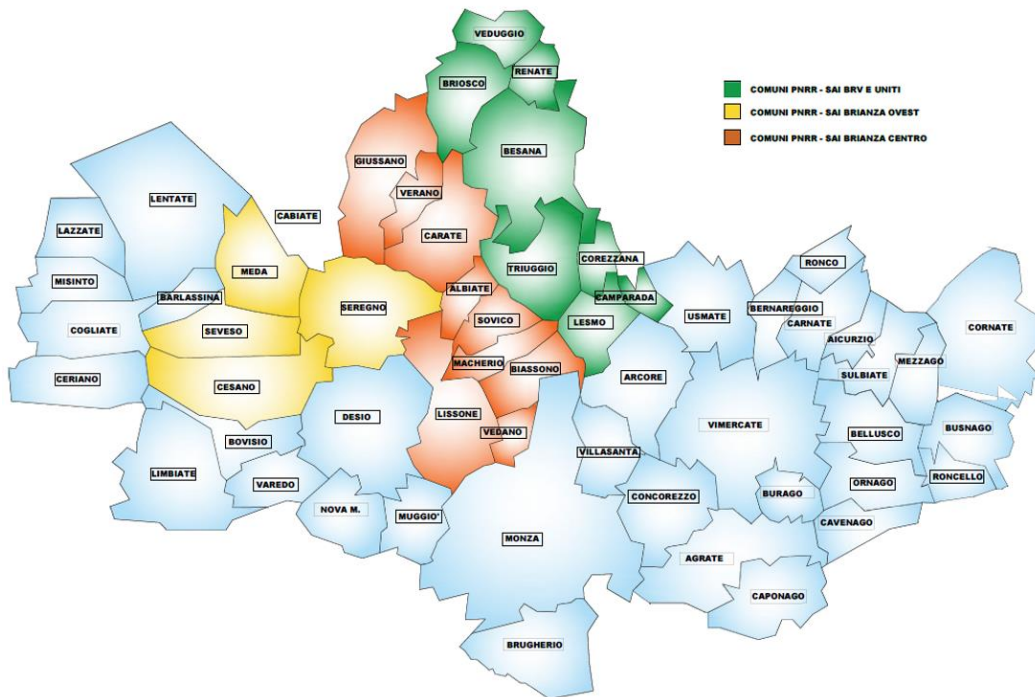 VEDUGGIO
RENATE
BRIOSCO
COMUNI PNRR - SAI BRV E UNITI
COMUNI PNRR - SAI BRIANZA OVEST
COMUNI PNRR - SAI BRIANZA CENTRO
BESANA
GIUSSANO
VERANO
LENTATE
CABIATE
LAZZATE
CARATE
COREZZANA
RONCO
MEDA
TRIUGGIO
MISINTO
BARLASSINA
ALBIATE
CAMPARADA
SEREGNO
USMATE
BERNAREGGIO
SOVICO
LESMO
CARNATE
CORNATE
COGLIATE
SEVESO
AICURZIO
MEZZAGO
MACHERIO
BIASSONO
CERIANO
ARCORE
SULBIATE
CESANO
LISSONE
DESIO
VIMERCATE
BUSNAGO
VEDANO
BELLUSCO
BOVISIO
VILLASANTA
LIMBIATE
RONCELLO
VAREDO
ORNAGO
CONCOREZZO
BURAGO
NOVA M.
MUGGIO'
CAVENAGO
MONZA
AGRATE
CAPONAGO
BRUGHERIO